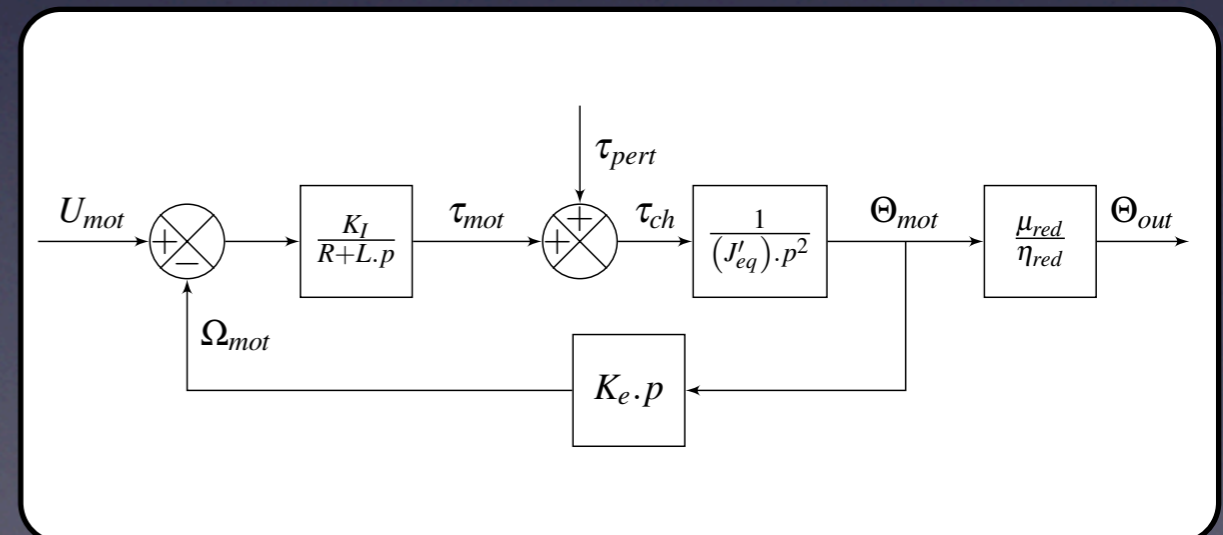 τ_pert
U_mot
+
−
K_I / R+L.p
τ_mot
+
+
τ_ch
1 / (J'_eq).p²
Θ_mot
μ_red / η_red
Θ_out
Ω_mot
K_e.p